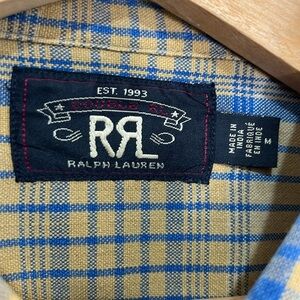 EST. 1993
RRL
RALPH LAUREN
MADE IN
INDIA
FABRIQUÉ
EN INDE
M